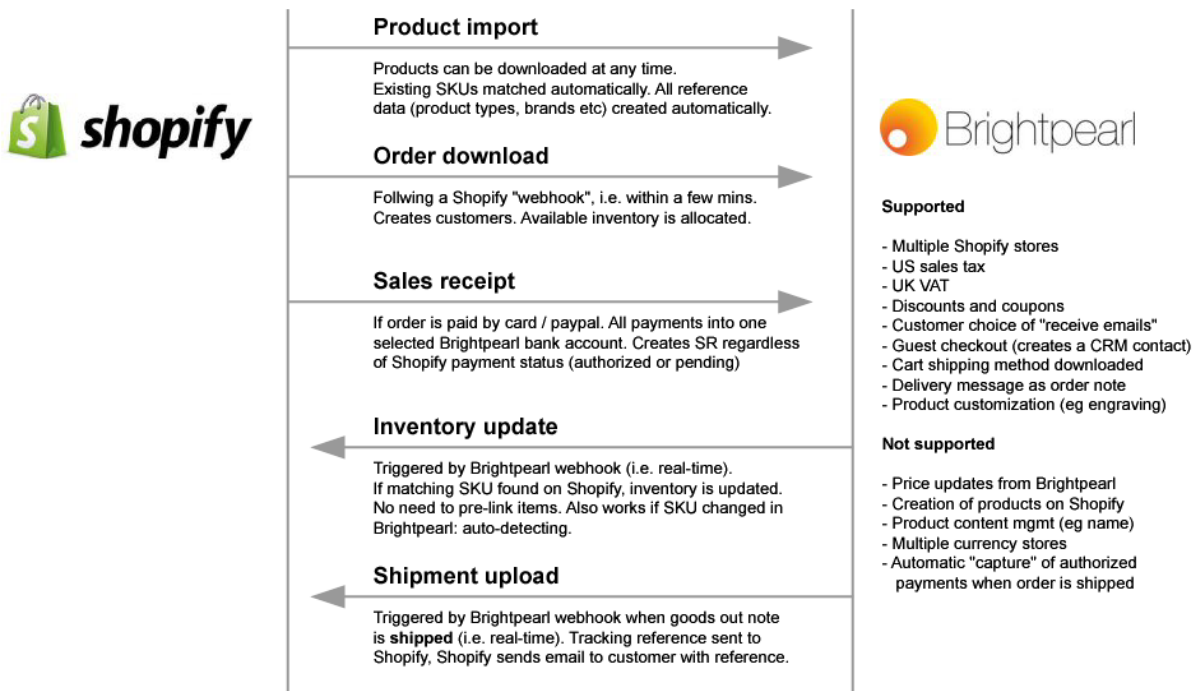 shopify
Product import
Products can be downloaded at any time.
Existing SKUs matched automatically. All reference
data (product types, brands etc) created automatically.
Order download
Follwing a Shopify "webhook", i.e. within a few mins.
Creates customers. Available inventory is allocated.
Sales receipt
If order is paid by card / paypal. All payments into one
selected Brightpearl bank account. Creates SR regardless
of Shopify payment status (authorized or pending)
Inventory update
Triggered by Brightpearl webhook (i.e. real-time).
If matching SKU found on Shopify, inventory is updated.
No need to pre-link items. Also works if SKU changed in
Brightpearl: auto-detecting.
Shipment upload
Triggered by Brightpearl webhook when goods out note
is shipped (i.e. real-time). Tracking reference sent to
Shopify, Shopify sends email to customer with reference.
Brightpearl
Supported
- Multiple Shopify stores
- US sales tax
- UK VAT
- Discounts and coupons
- Customer choice of "receive emails"
- Guest checkout (creates a CRM contact)
- Cart shipping method downloaded
- Delivery message as order note
- Product customization (eg engraving)
Not supported
- Price updates from Brightpearl
- Creation of products on Shopify
- Product content mgmt (eg name)
- Multiple currency stores
- Automatic "capture" of authorized
payments when order is shipped